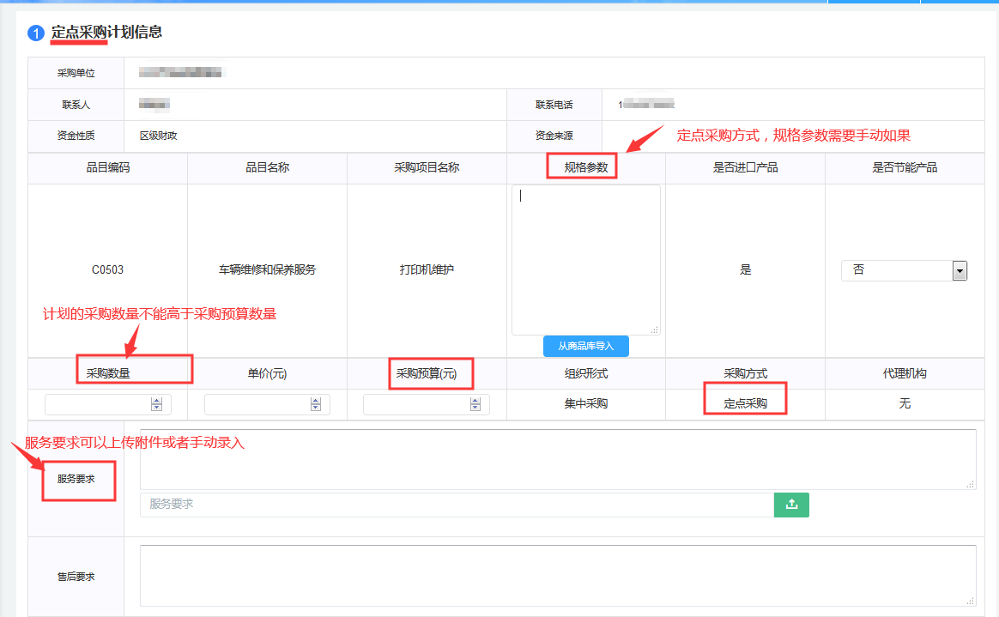 1 定点采购计划信息
采购单位
联系人 联系电话 1
资金性质 区级财政 资金来源
定点采购方式，规格参数需要手动如果
品目编码 品目名称 采购项目名称 规格参数 是否进口产品 是否节能产品
C0503 车辆维修和保养服务 打印机维护 是 否
计划的采购数量不能高于采购预算数量
从商品库导入
采购数量 单价(元) 采购预算(元) 组织形式 采购方式 代理机构
集中采购 定点采购 无
服务要求可以上传附件或者手动录入
服务要求
服务要求
售后要求